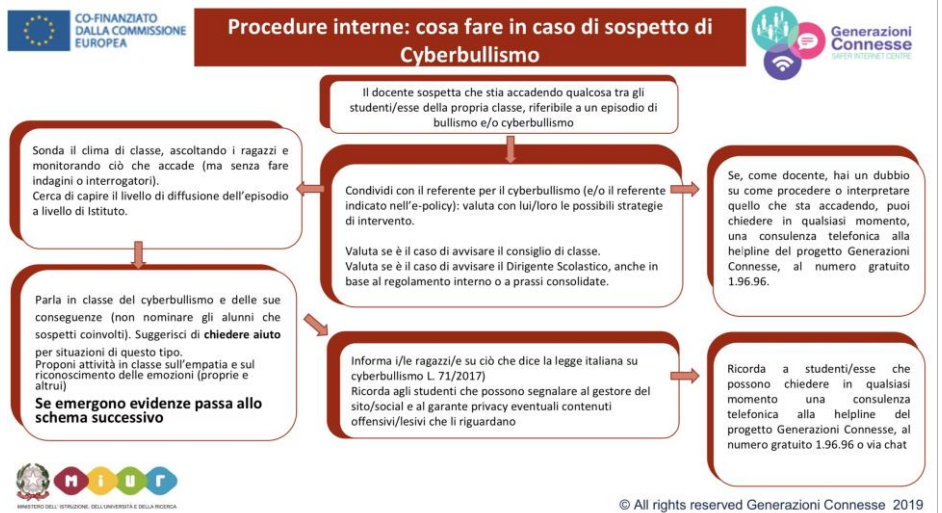 CO-FINANZIATO
DALLA COMMISSIONE
EUROPEA
Procedure interne: cosa fare in caso di sospetto di
Cyberbullismo
Generazioni
Connesse
SAFER INTERNET CENTRE
Il docente sospetta che stia accadendo qualcosa tra gli
studenti/esse della propria classe, riferibile a un episodio di
bullismo e/o cyberbullismo
Sonda il clima di classe, ascoltando i ragazzi e
monitorando ciò che accade (ma senza fare
indagini o interrogatori).
Cerca di capire il livello di diffusione dell'episodio
a livello di Istituto.
Condividi con il referente per il cyberbullismo (e/o il referente
indicato nell'e-policy): valuta con lui/loro le possibili strategie
di intervento.
Valuta se è il caso di avvisare il consiglio di classe.
Valuta se è il caso di avvisare il Dirigente Scolastico, anche in
base al regolamento interno o a prassi consolidate.
Se, come docente, hai un dubbio
su come procedere o interpretare
quello che sta accadendo, puoi
chiedere in qualsiasi momento,
una consulenza telefonica alla
helpline del progetto Generazioni
Connesse, al numero gratuito
1.96.96.
Parla in classe del cyberbullismo e delle sue
conseguenze (non nominare gli alunni che
sospetti coinvolti). Suggerisci di chiedere aiuto
per situazioni di questo tipo.
Proponi attività in classe sull'empatia e sul
riconoscimento delle emozioni (proprie e
altrui)
Se emergono evidenze passa allo
schema successivo
Informa i/le ragazzi/e su ciò che dice la legge italiana su
cyberbullismo L. 71/2017)
Ricorda agli studenti che possono segnalare al gestore del
sito/social e al garante privacy eventuali contenuti
offensivi/lesivi che li riguardano
Ricorda a studenti/esse che
possono chiedere in qualsiasi
momento una consulenza
telefonica alla helpline del
progetto Generazioni Connesse, al
numero gratuito 1.96.96 o via chat
miur
MINISTERO DELL'ISTRUZIONE, DELL'UNIVERSITÀ E DELLA RICERCA
© All rights reserved Generazioni Connesse 2019